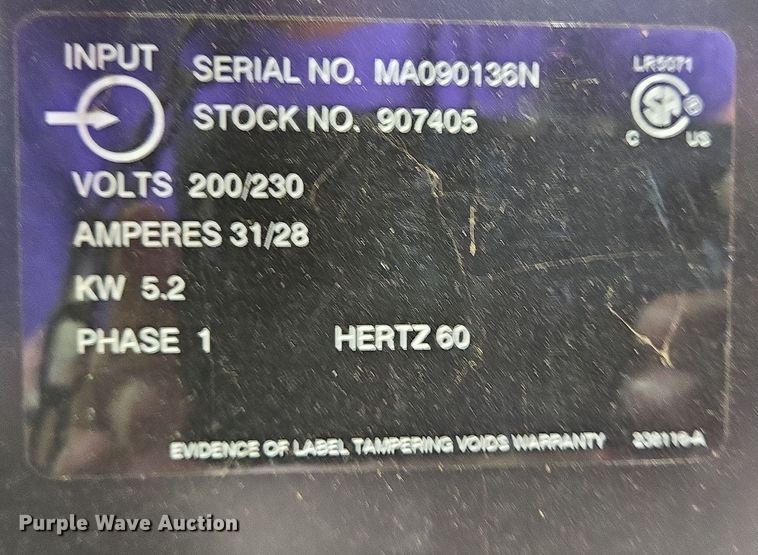 INPUT
SERIAL NO. MA090136N
LR5071
STOCK NO. 907405
SA ®
C US
VOLTS 200/230
AMPERES 31/28
KW 5.2
PHASE 1 HERTZ 60
EVIDENCE OF LABEL TAMPERING VOIDS WARRANTY
Purple Wave Auction